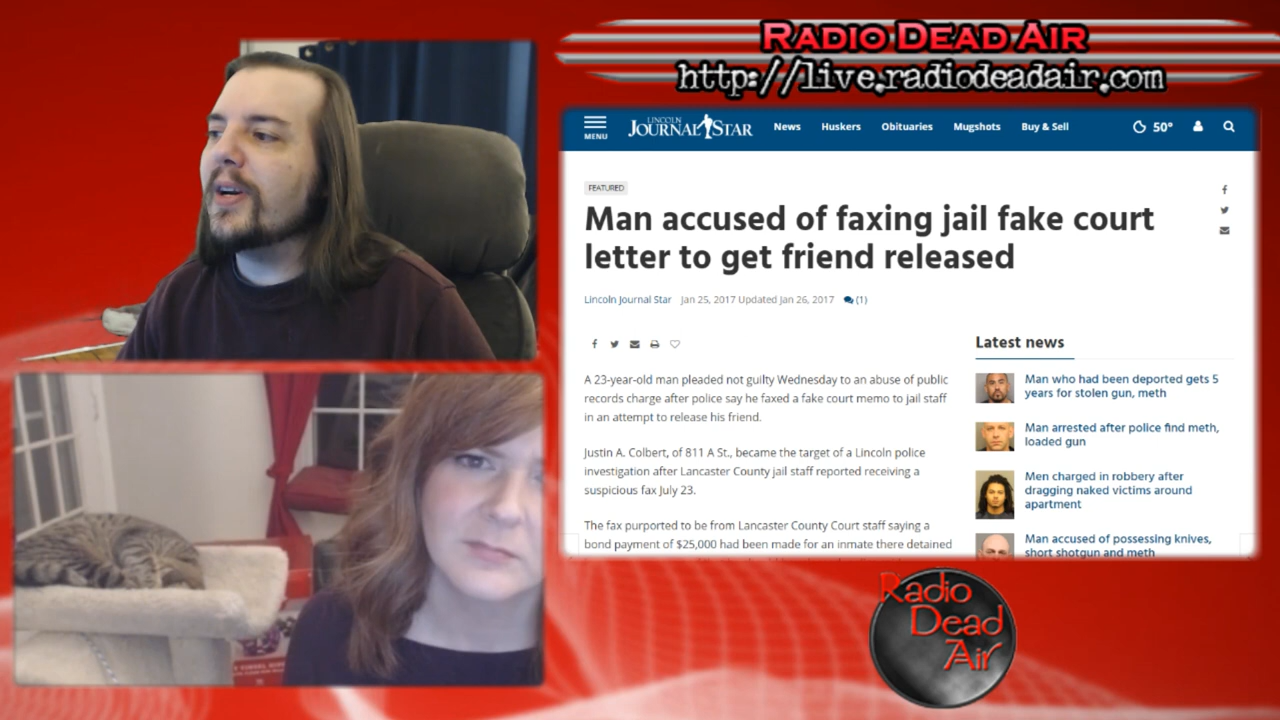 RADIO DEAD AIR
http://live.radiodeadair.com
MENU
LINCOLN
JOURNAL STAR
News
Huskers
Obituaries
Mugshots
Buy & Sell
50°
FEATURED
Man accused of faxing jail fake court
letter to get friend released
Lincoln Journal Star Jan 25, 2017 Updated Jan 26, 2017 (1)
A 23-year-old man pleaded not guilty Wednesday to an abuse of public
records charge after police say he faxed a fake court memo to jail staff
in an attempt to release his friend.
Justin A. Colbert, of 811 A St., became the target of a Lincoln police
investigation after Lancaster County jail staff reported receiving a
suspicious fax July 23.
The fax purported to be from Lancaster County Court staff saying a
bond payment of $25,000 had been made for an inmate there detained
Latest news
Man who had been deported gets 5
years for stolen gun, meth
Man arrested after police find meth,
loaded gun
Men charged in robbery after
dragging naked victims around
apartment
Man accused of possessing knives,
short shotgun and meth
Radio
Dead
Air